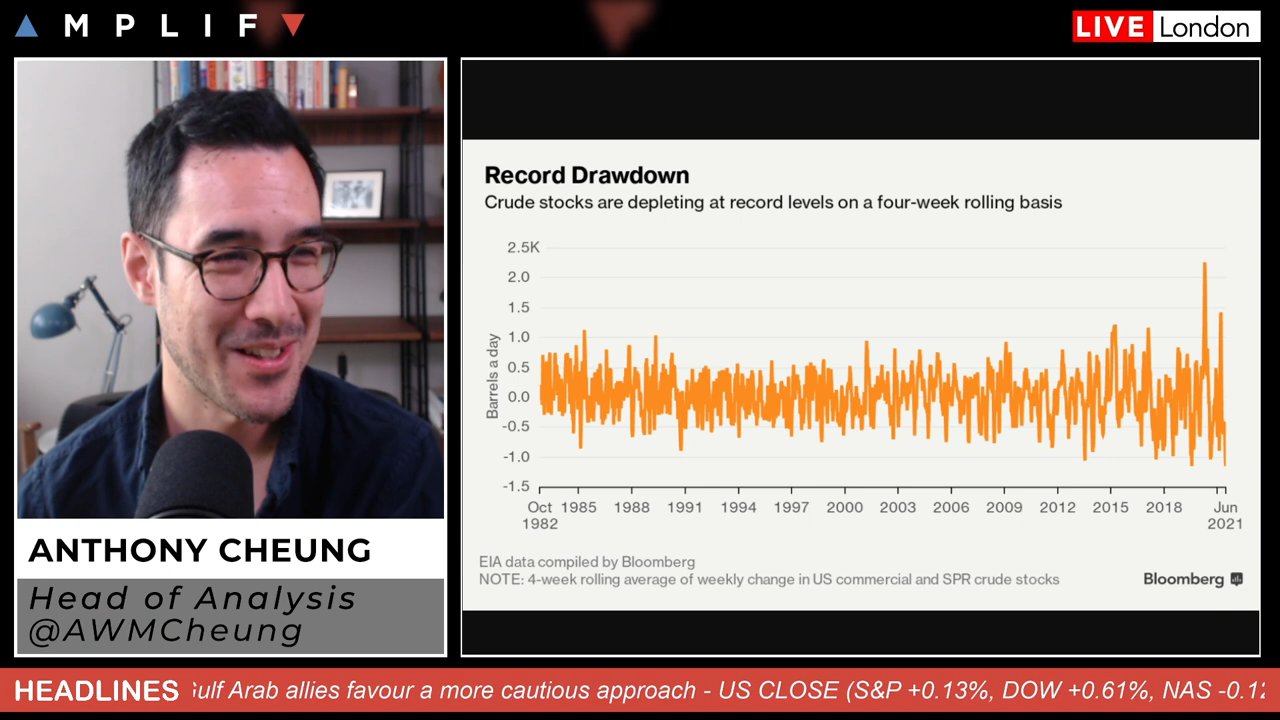 AMPLIFY
LIVE London
Record Drawdown
Crude stocks are depleting at record levels on a four-week rolling basis
2.5K
2.0
1.5
1.0
0.5
0.0
-0.5
-1.0
-1.5
Barrels a day
Oct 1985 1988 1991 1994 1997 2000 2003 2006 2009 2012 2015 2018 Jun
1982 2021
EIA data compiled by Bloomberg
NOTE: 4-week rolling average of weekly change in US commercial and SPR crude stocks
Bloomberg
ANTHONY CHEUNG
Head of Analysis
@AWMCheung
HEADLINES Gulf Arab allies favour a more cautious approach - US CLOSE (S&P +0.13%, DOW +0.61%, NAS -0.12